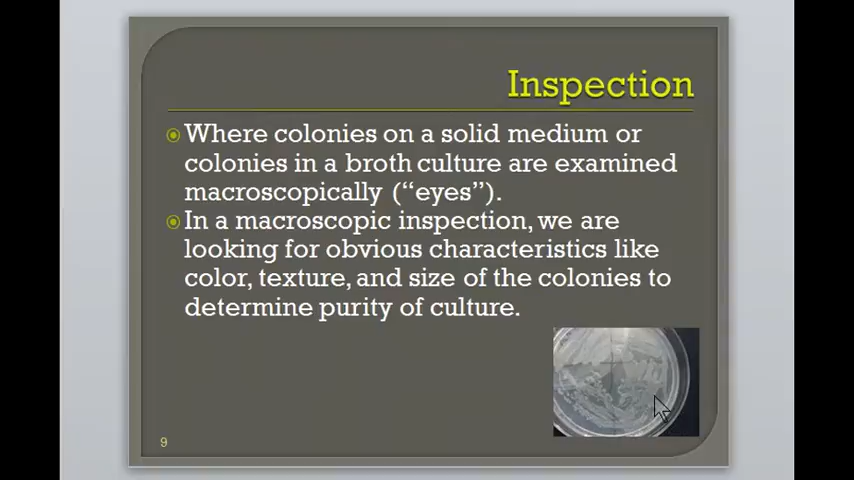 Inspection
Where colonies on a solid medium or
colonies in a broth culture are examined
macroscopically (“eyes”).
In a macroscopic inspection, we are
looking for obvious characteristics like
color, texture, and size of the colonies to
determine purity of culture.
9